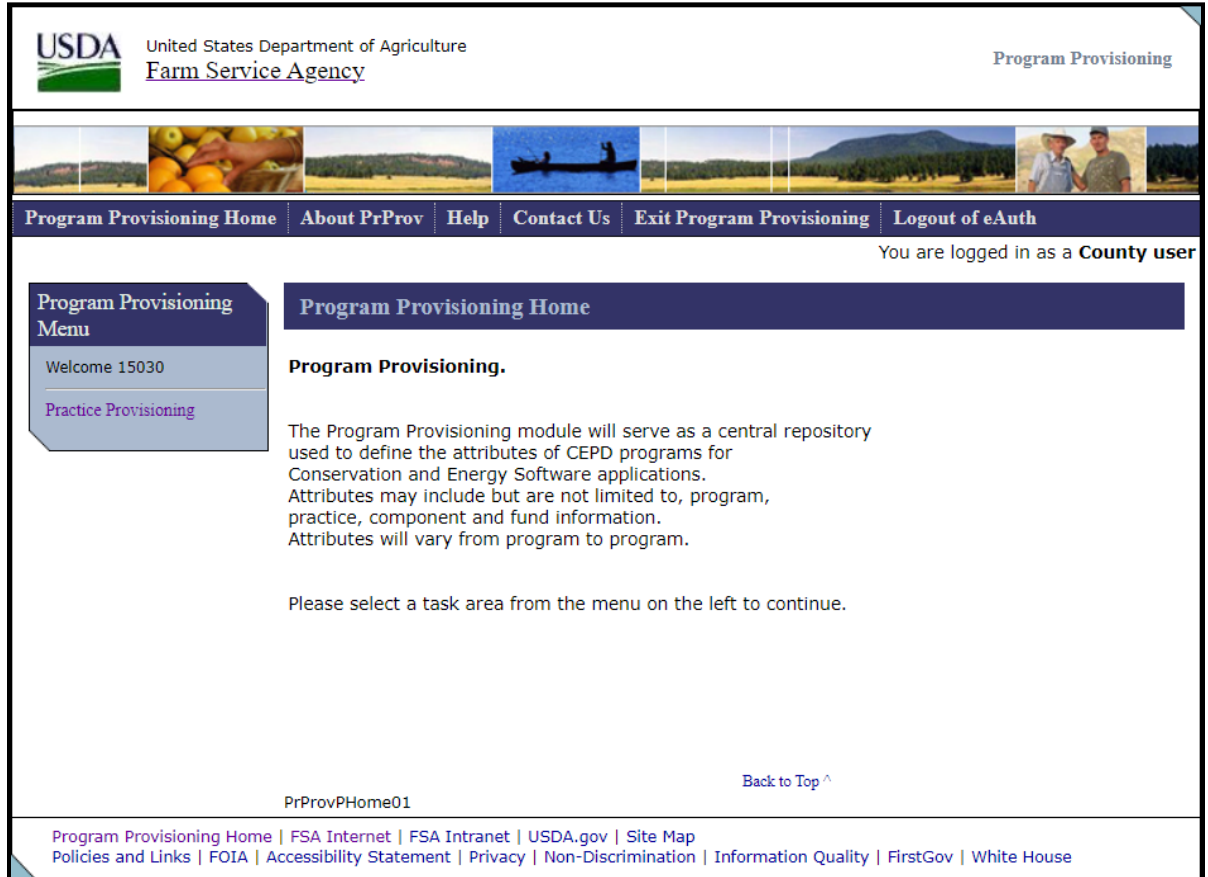 USDA
United States Department of Agriculture
Farm Service Agency
Program Provisioning
Program Provisioning Home About PrProv Help Contact Us Exit Program Provisioning Logout of eAuth
You are logged in as a County user
Program Provisioning
Menu
Welcome 15030
Practice Provisioning
Program Provisioning Home
Program Provisioning.
The Program Provisioning module will serve as a central repository
used to define the attributes of CEPD programs for
Conservation and Energy Software applications.
Attributes may include but are not limited to, program,
practice, component and fund information.
Attributes will vary from program to program.
Please select a task area from the menu on the left to continue.
Back to Top ^
PrProvPHome01
Program Provisioning Home | FSA Internet | FSA Intranet | USDA.gov | Site Map
Policies and Links | FOIA | Accessibility Statement | Privacy | Non-Discrimination | Information Quality | FirstGov | White House